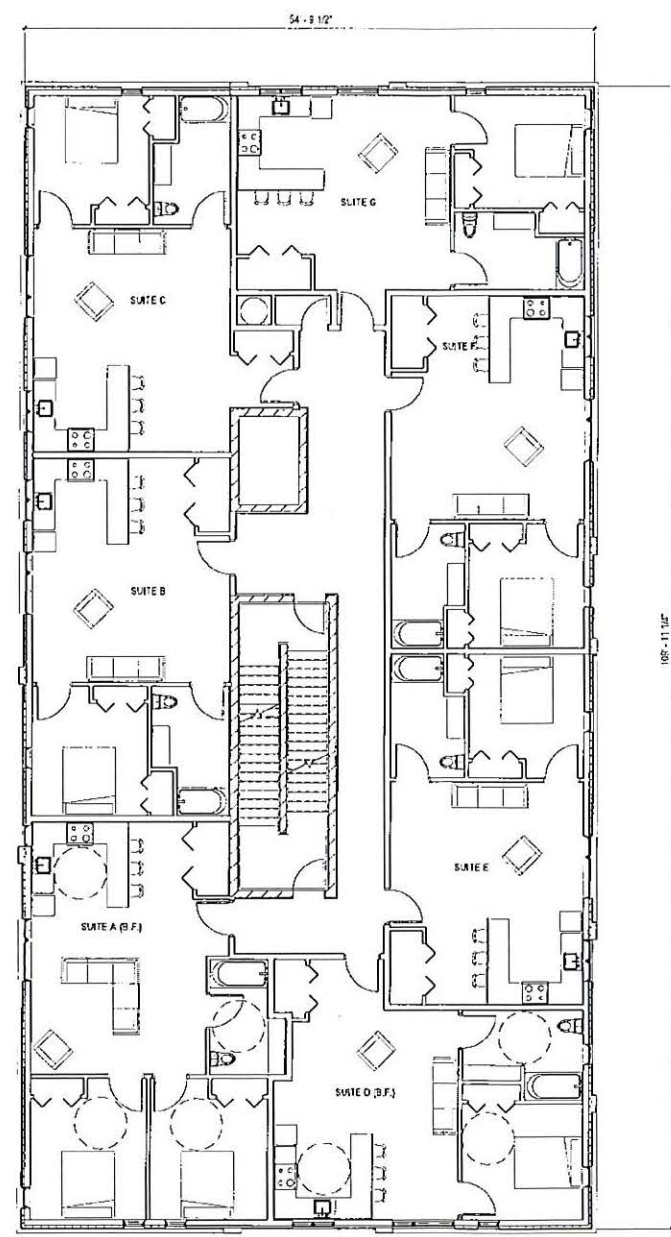 54' - 9 1/2"
SUITE G
SUITE C
SUITE F
SUITE B
109' - 11 1/4"
SUITE E
SUITE A (B.F.)
SUITE D (B.F.)